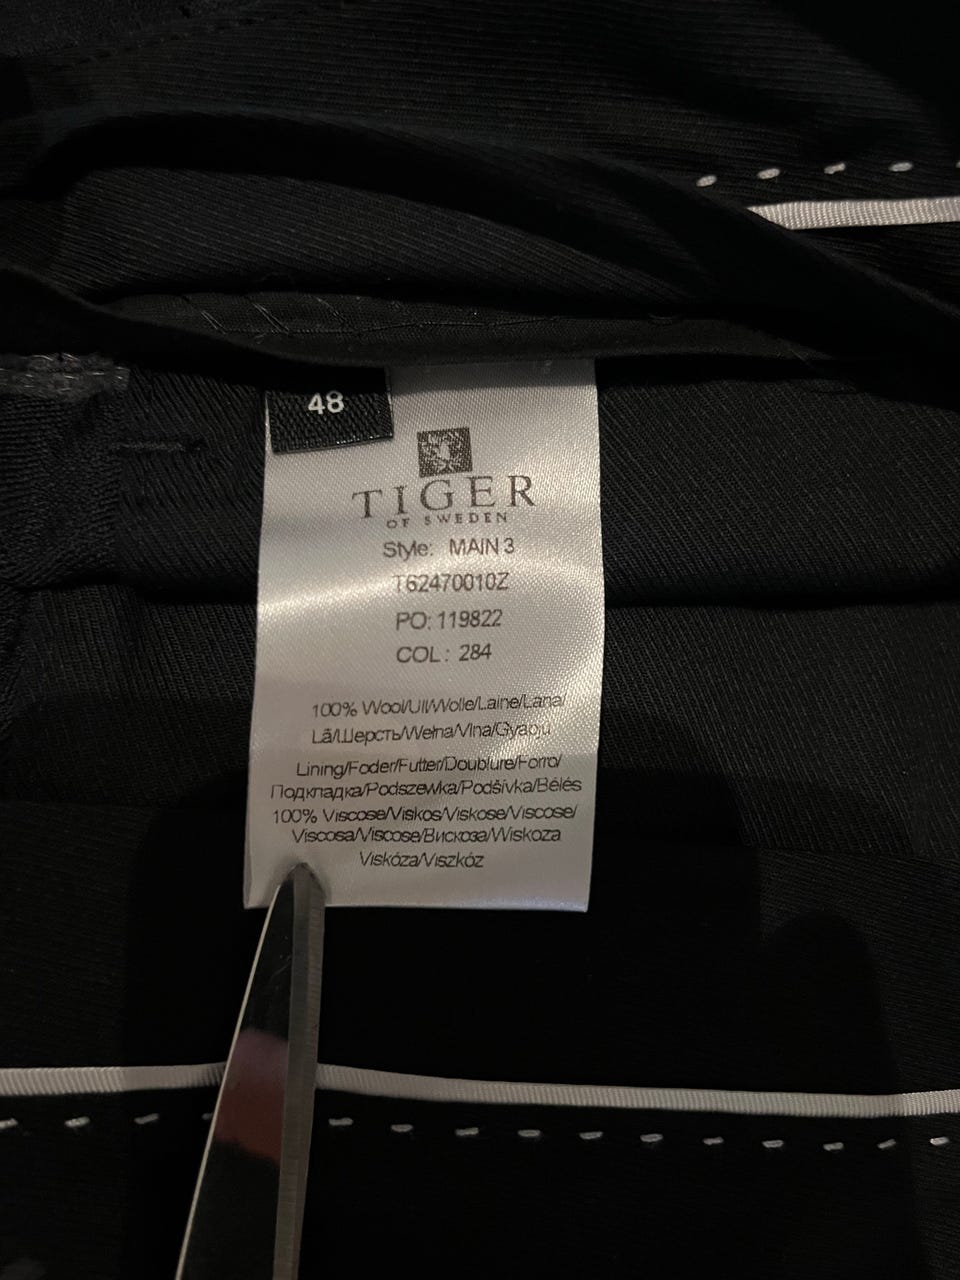 48
TIGER
OF SWEDEN
Style: MAIN 3
T62470010Z
PO: 119822
COL: 284
100% Wool/Ull/Wolle/Laine/Lana/
Lã/Шерсть/Wełna/Vlna/Gyapjú
Lining/Foder/Futter/Doublure/Forro/
Подкладка/Podszewka/Podšívka/Bélés
100% Viscose/Viskos/Viskose/Viscose/
Viscosa/Viscose/Вискоза/Wiskoza
Viskóza/Viszkóz